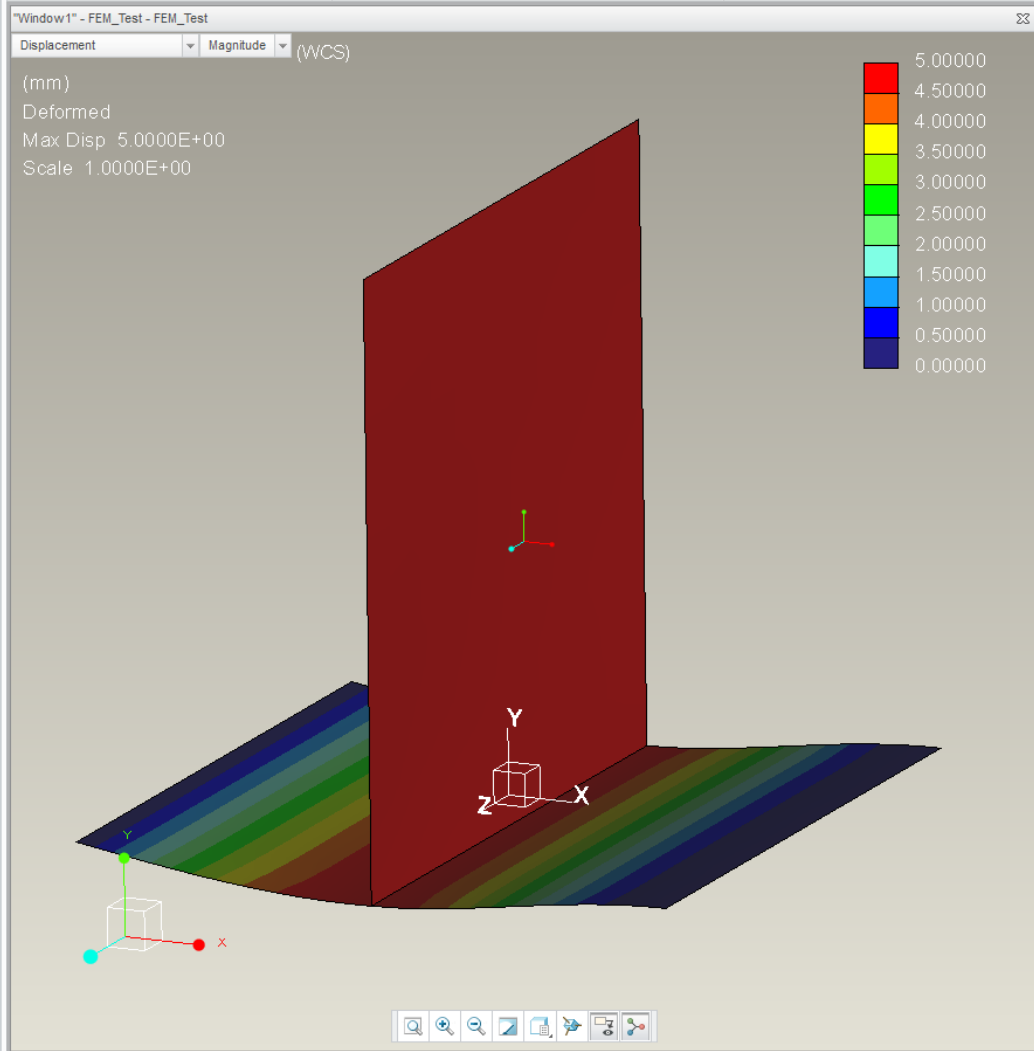 "Window1" - FEM_Test - FEM_Test
Displacement
Magnitude
(WCS)
(mm)
Deformed
Max Disp 5.0000E+00
Scale 1.0000E+00
5.00000
4.50000
4.00000
3.50000
3.00000
2.50000
2.00000
1.50000
1.00000
0.50000
0.00000
Y
Z
X
Y
X